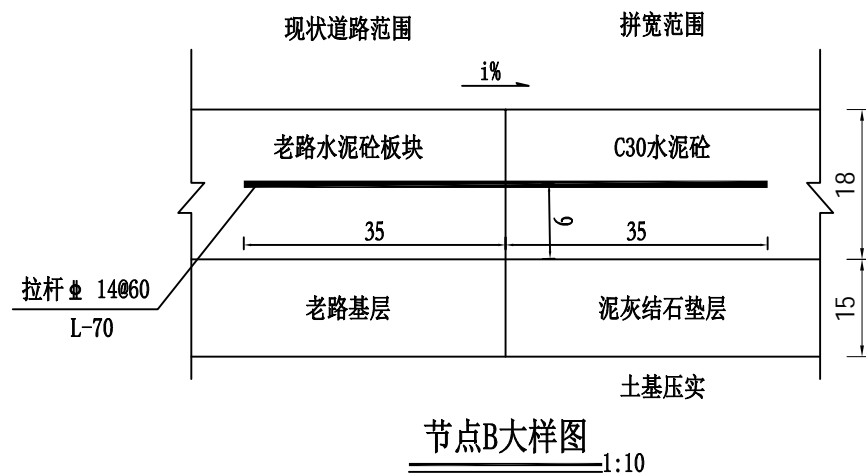 现状道路范围 拼宽范围
i%
老路水泥砼板块 C30水泥砼
18
9
35 35
拉杆⌽ 14@60
L-70
老路基层 泥灰结石垫层
15
土基压实
节点B大样图
1:10